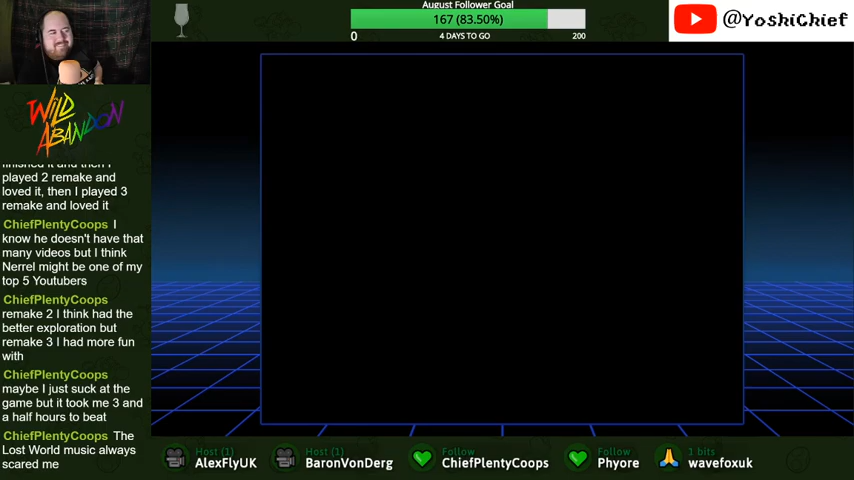 August Follower Goal
167 (83.50%)
0
4 DAYS TO GO
200
@YoshiChief
WILD
ABANDON
played 2 remake and
loved it, then I played 3
remake and loved it
ChiefPlentyCoops I
know he doesn't have that
many videos but I think
Nerrel might be one of my
top 5 Youtubers
ChiefPlentyCoops
remake 2 I think had the
better exploration but
remake 3 I had more fun
with
ChiefPlentyCoops
maybe I just suck at the
game but it took me 3 and
a half hours to beat
ChiefPlentyCoops The
Lost World music always
scared me
Host (1)
AlexFlyUK
Host (1)
BaronVonDerg
Follow
ChiefPlentyCoops
Follow
Phyore
1 bits
wavefoxuk